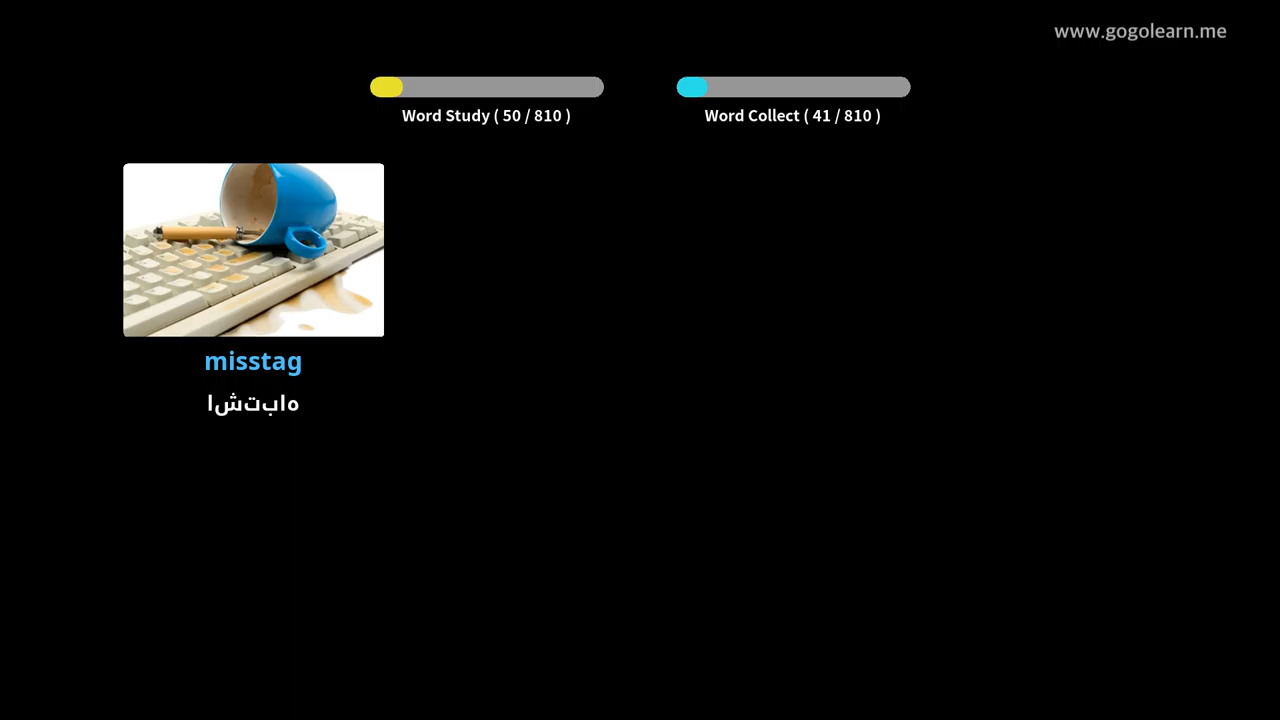 www.gogolearn.me
Word Study ( 50 / 810 )
Word Collect ( 41 / 810 )
misstag
اشتباه